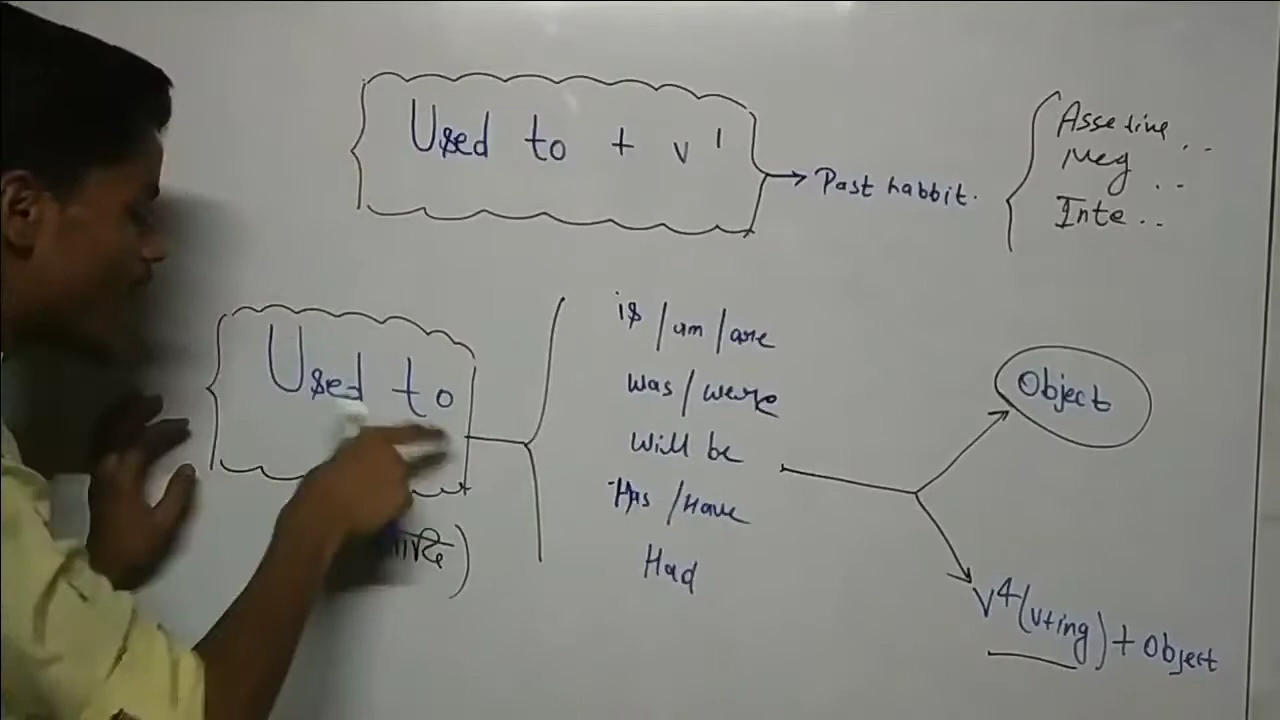 Used to + v¹
Past habbit.
Assetive ..
Neg ..
Inte ..
Used to
is / am / are
was / were
will be
Has / Have
Had
Object
V4 (v+ing) + Object